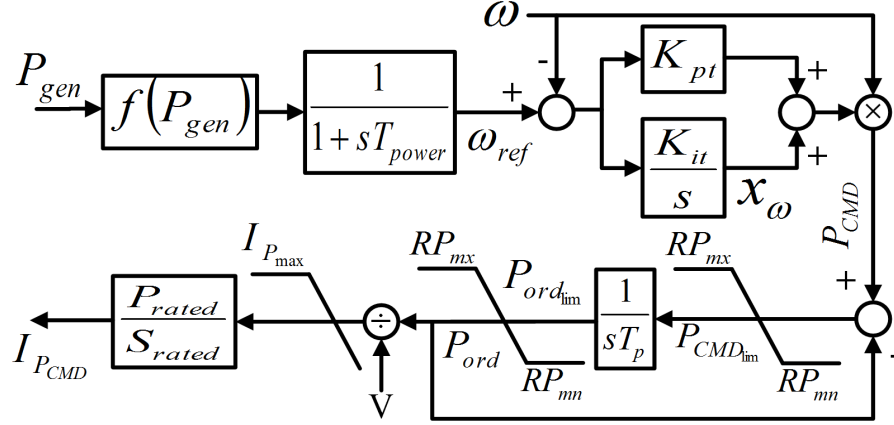 ω
P_gen
f(P_gen)
1
1 + sT_power
+
-
ω_ref
K_pt
K_it
s
x_ω
+
+
×
P_CMD
+
-
RP_mx
P_CMD_lim
RP_mn
1
sT_p
RP_mx
P_ord_lim
P_ord
RP_mn
÷
V
I_P_max
P_rated
S_rated
I_P_CMD